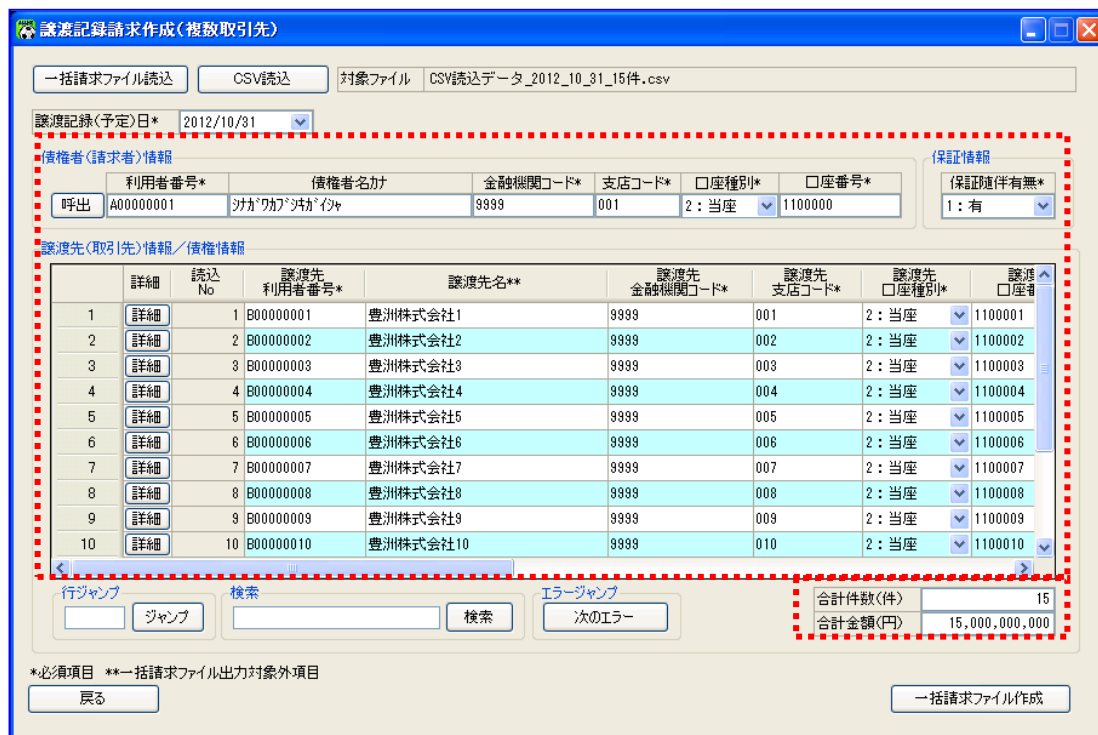 譲渡記録請求作成(複数取引先)
一括請求ファイル読込 CSV読込 対象ファイル CSV読込データ_2012_10_31_15件.csv
譲渡記録(予定)日* 2012/10/31
債権者(請求者)情報 保証情報
利用者番号* 債権者名カナ 金融機関コード* 支店コード* 口座種別* 口座番号* 保証随伴有無*
呼出 A00000001 ｼﾅｶﾞﾜｶﾌﾞｼｷｶﾞｲｼｬ 9999 001 2：当座 1100000 1：有
譲渡先(取引先)情報／債権情報
詳細 読込No 譲渡先利用者番号* 譲渡先名** 譲渡先金融機関コード* 譲渡先支店コード* 譲渡先口座種別* 譲渡 口座
1 詳細 1 B00000001 豊洲株式会社1 9999 001 2：当座 1100001
2 詳細 2 B00000002 豊洲株式会社2 9999 002 2：当座 1100002
3 詳細 3 B00000003 豊洲株式会社3 9999 003 2：当座 1100003
4 詳細 4 B00000004 豊洲株式会社4 9999 004 2：当座 1100004
5 詳細 5 B00000005 豊洲株式会社5 9999 005 2：当座 1100005
6 詳細 6 B00000006 豊洲株式会社6 9999 006 2：当座 1100006
7 詳細 7 B00000007 豊洲株式会社7 9999 007 2：当座 1100007
8 詳細 8 B00000008 豊洲株式会社8 9999 008 2：当座 1100008
9 詳細 9 B00000009 豊洲株式会社9 9999 009 2：当座 1100009
10 詳細 10 B00000010 豊洲株式会社10 9999 010 2：当座 1100010
行ジャンプ 検索 エラージャンプ
ジャンプ 検索 次のエラー
合計件数(件) 15
合計金額(円) 15,000,000,000
*必須項目 **一括請求ファイル出力対象外項目
戻る 一括請求ファイル作成